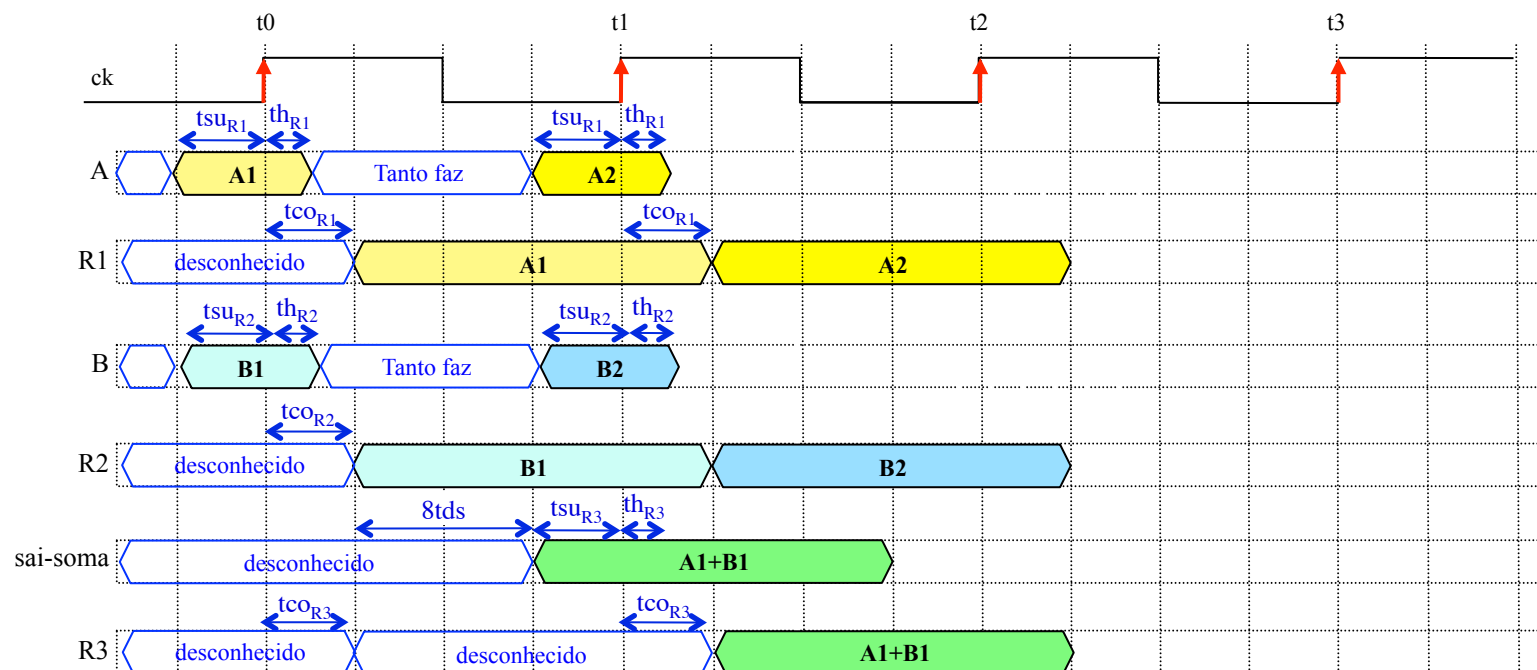 t0 t1 t2 t3
ck
tsuR1 thR1 tsuR1 thR1
A A1 Tanto faz A2
tcoR1 tcoR1
R1 desconhecido A1 A2
tsuR2 thR2 tsuR2 thR2
B B1 Tanto faz B2
tcoR2
R2 desconhecido B1 B2
8tds tsuR3 thR3
sai-soma desconhecido A1+B1
tcoR3 tcoR3
R3 desconhecido desconhecido A1+B1